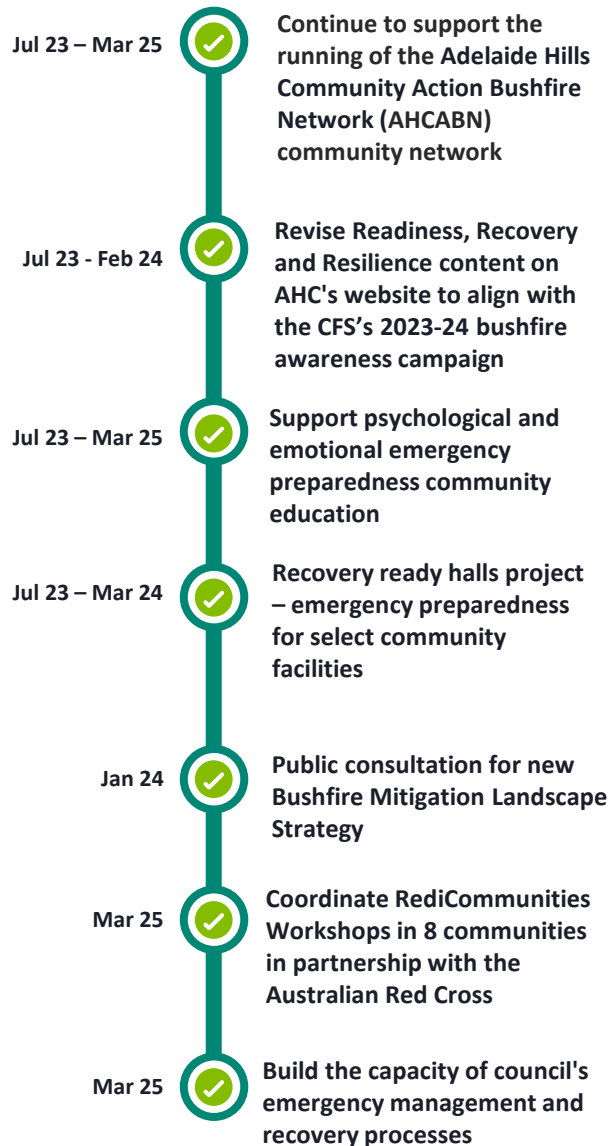 Jul 23 – Mar 25
Continue to support the
running of the Adelaide Hills
Community Action Bushfire
Network (AHCABN)
community network
Jul 23 - Feb 24
Revise Readiness, Recovery
and Resilience content on
AHC's website to align with
the CFS’s 2023-24 bushfire
awareness campaign
Jul 23 – Mar 25
Support psychological and
emotional emergency
preparedness community
education
Jul 23 – Mar 24
Recovery ready halls project
– emergency preparedness
for select community
facilities
Jan 24
Public consultation for new
Bushfire Mitigation Landscape
Strategy
Mar 25
Coordinate RediCommunities
Workshops in 8 communities
in partnership with the
Australian Red Cross
Mar 25
Build the capacity of council's
emergency management and
recovery processes